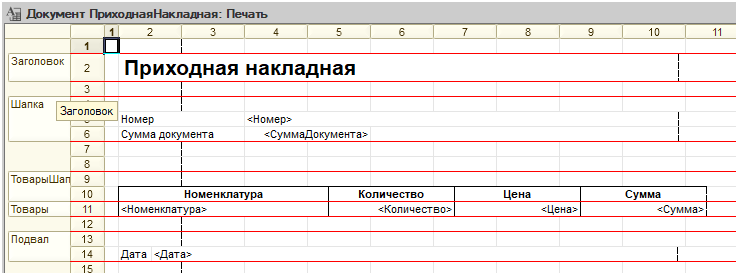 Документ ПриходнаяНакладная: Печать
1 2 3 4 5 6 7 8 9 10 11
1
Заголовок
2 Приходная накладная
3
Шапка
Заголовок
Номер <Номер>
6 Сумма документа <СуммаДокумента>
7
8
ТоварыШап 9
10 Номенклатура Количество Цена Сумма
Товары 11 <Номенклатура> <Количество> <Цена> <Сумма>
12
Подвал 13
14 Дата <Дата>
15